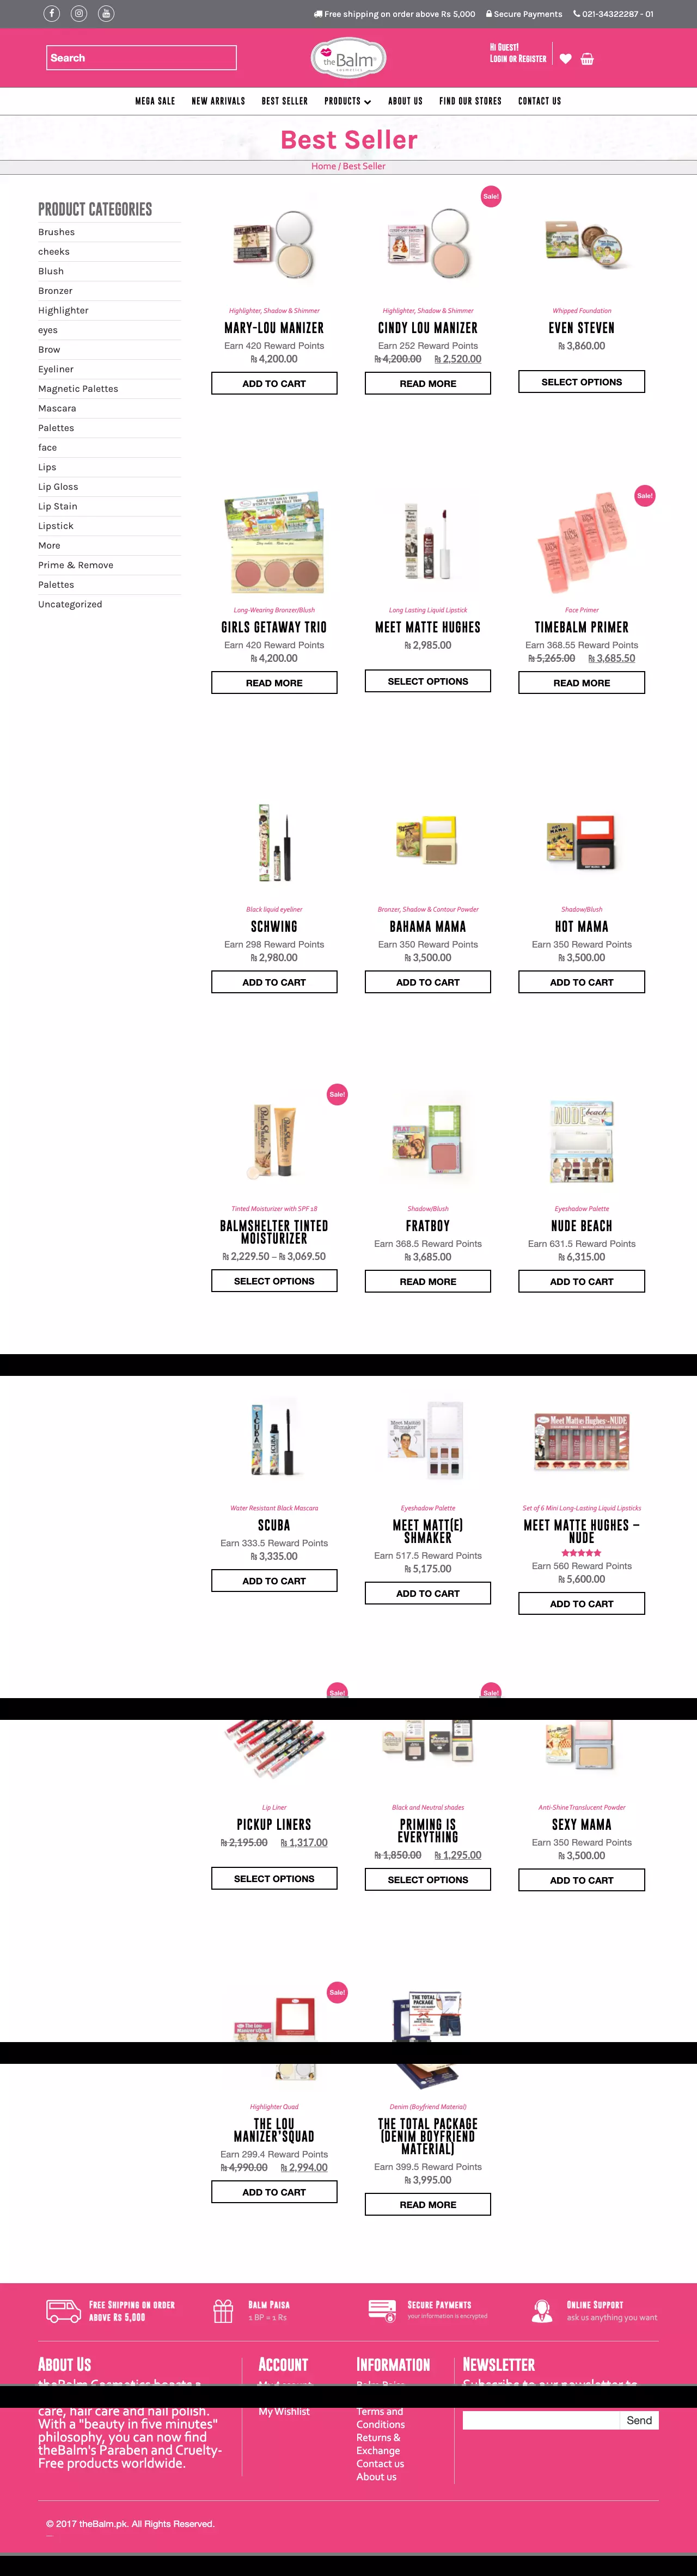 Free shipping on order above Rs 5,000 Secure Payments 021-34322287 - 01
Search
theBalm
cosmetics
Hi Guest!
Login or Register
MEGA SALE NEW ARRIVALS BEST SELLER PRODUCTS ABOUT US FIND OUR STORES CONTACT US
Best Seller
Home / Best Seller
PRODUCT CATEGORIES
Brushes
cheeks
Blush
Bronzer
Highlighter
eyes
Brow
Eyeliner
Magnetic Palettes
Mascara
Palettes
face
Lips
Lip Gloss
Lip Stain
Lipstick
More
Prime & Remove
Palettes
Uncategorized
Highlighter, Shadow & Shimmer
MARY-LOU MANIZER
Earn 420 Reward Points
₨ 4,200.00
ADD TO CART
Sale!
Highlighter, Shadow & Shimmer
CINDY LOU MANIZER
Earn 252 Reward Points
₨ 4,200.00 ₨ 2,520.00
READ MORE
Whipped Foundation
EVEN STEVEN
₨ 3,860.00
SELECT OPTIONS
Long-Wearing Bronzer/Blush
GIRLS GETAWAY TRIO
Earn 420 Reward Points
₨ 4,200.00
READ MORE
Long Lasting Liquid Lipstick
MEET MATTE HUGHES
₨ 2,985.00
SELECT OPTIONS
Sale!
Face Primer
TIMEBALM PRIMER
Earn 368.55 Reward Points
₨ 5,265.00 ₨ 3,685.50
READ MORE
Black liquid eyeliner
SCHWING
Earn 298 Reward Points
₨ 2,980.00
ADD TO CART
Bronzer, Shadow & Contour Powder
BAHAMA MAMA
Earn 350 Reward Points
₨ 3,500.00
ADD TO CART
Shadow/Blush
HOT MAMA
Earn 350 Reward Points
₨ 3,500.00
ADD TO CART
Sale!
Tinted Moisturizer with SPF 18
BALMSHELTER TINTED
MOISTURIZER
₨ 2,229.50 – ₨ 3,069.50
SELECT OPTIONS
Shadow/Blush
FRATBOY
Earn 368.5 Reward Points
₨ 3,685.00
READ MORE
NUDE beach
Eyeshadow Palette
NUDE BEACH
Earn 631.5 Reward Points
₨ 6,315.00
ADD TO CART
Water Resistant Black Mascara
SCUBA
Earn 333.5 Reward Points
₨ 3,335.00
ADD TO CART
Eyeshadow Palette
MEET MATT(E)
SHMAKER
Earn 517.5 Reward Points
₨ 5,175.00
ADD TO CART
Set of 6 Mini Long-Lasting Liquid Lipsticks
MEET MATTE HUGHES –
NUDE
Earn 560 Reward Points
₨ 5,600.00
ADD TO CART
Sale!
Lip Liner
PICKUP LINERS
₨ 2,195.00 ₨ 1,317.00
SELECT OPTIONS
Sale!
Black and Neutral shades
PRIMING IS
EVERYTHING
₨ 1,850.00 ₨ 1,295.00
SELECT OPTIONS
Anti-Shine Translucent Powder
SEXY MAMA
Earn 350 Reward Points
₨ 3,500.00
ADD TO CART
Sale!
Highlighter Quad
THE LOU
MANIZER'SQUAD
Earn 299.4 Reward Points
₨ 4,990.00 ₨ 2,994.00
ADD TO CART
THE TOTAL
PACKAGE
Denim (Boyfriend Material)
THE TOTAL PACKAGE
(DENIM BOYFRIEND
MATERIAL)
Earn 399.5 Reward Points
₨ 3,995.00
READ MORE
Free Shipping on order
above Rs 5,000
Balm Paisa
1 BP = 1 Rs
Secure Payments
your information is encrypted
Online Support
ask us anything you want
About Us
care, hair care and nail polish.
With a "beauty in five minutes"
philosophy, you can now find
theBalm's Paraben and Cruelty-
Free products worldwide.
Account
My Wishlist
Information
Terms and
Conditions
Returns &
Exchange
Contact us
About us
Newsletter
Send
© 2017 theBalm.pk. All Rights Reserved.